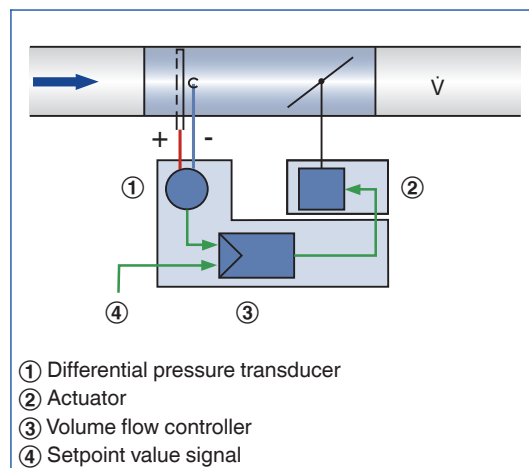 V̇
+ -
① ②
④ ③
① Differential pressure transducer
② Actuator
③ Volume flow controller
④ Setpoint value signal